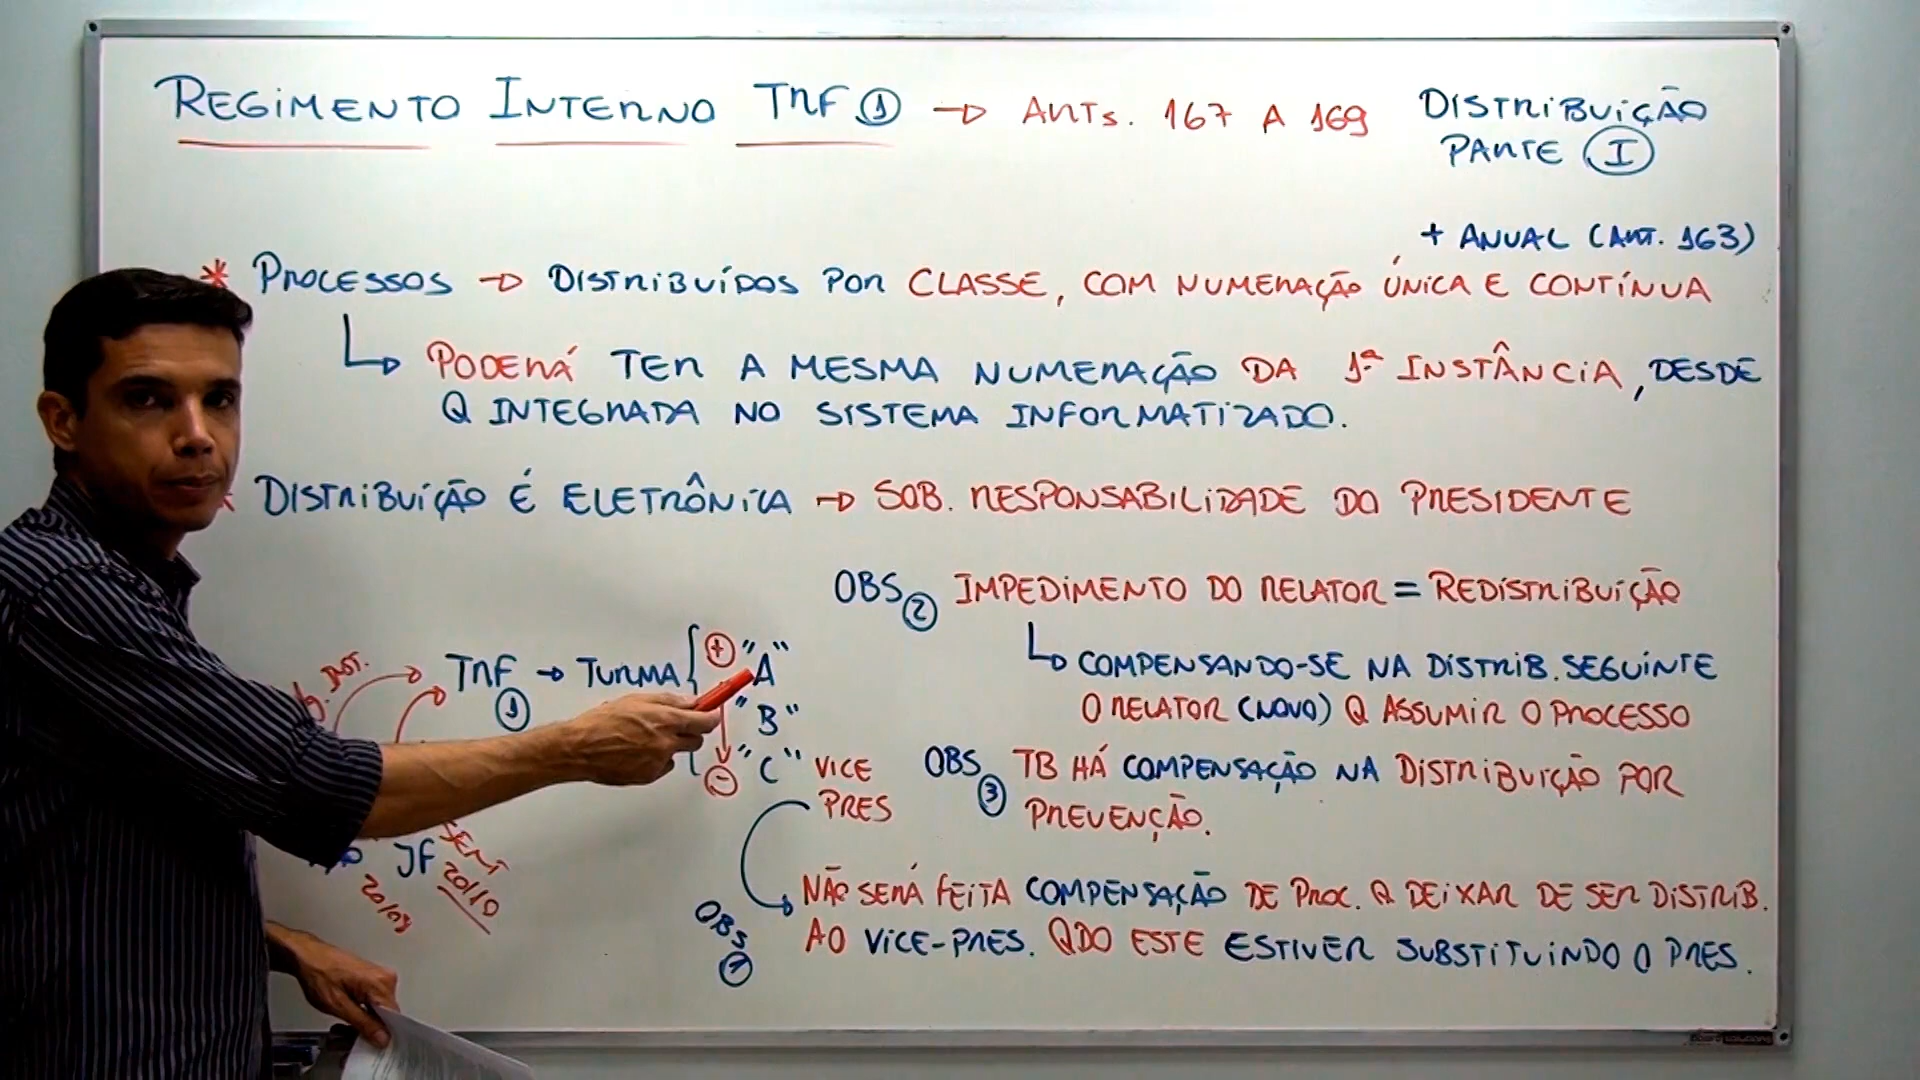 REGIMENTO INTERNO TRF ① → ARTS. 167 A 169 DISTRIBUIÇÃO
PARTE I
+ ANUAL (ART. 163)
* PROCESSOS → DISTRIBUÍDOS POR CLASSE, COM NUMERAÇÃO ÚNICA E CONTÍNUA
↳ PODERÁ TER A MESMA NUMERAÇÃO DA 1ª INSTÂNCIA, DESDE
Q INTEGRADA NO SISTEMA INFORMATIZADO.
* DISTRIBUIÇÃO É ELETRÔNICA → SOB. RESPONSABILIDADE DO PRESIDENTE
OBS ② IMPEDIMENTO DO RELATOR = REDISTRIBUIÇÃO
↳ COMPENSANDO-SE NA DISTRIB. SEGUINTE
O RELATOR (NOVO) Q ASSUMIR O PROCESSO
TRF ① → TURMA { + "A"
"B"
- "C" VICE
PRES
JF
20/09
20/10
OBS ③ TB HÁ COMPENSAÇÃO NA DISTRIBUIÇÃO POR
PREVENÇÃO.
OBS ① NÃO SERÁ FEITA COMPENSAÇÃO DE PROC. Q DEIXAR DE SER DISTRIB.
AO VICE-PRES. QDO ESTE ESTIVER SUBSTITUINDO O PRES.